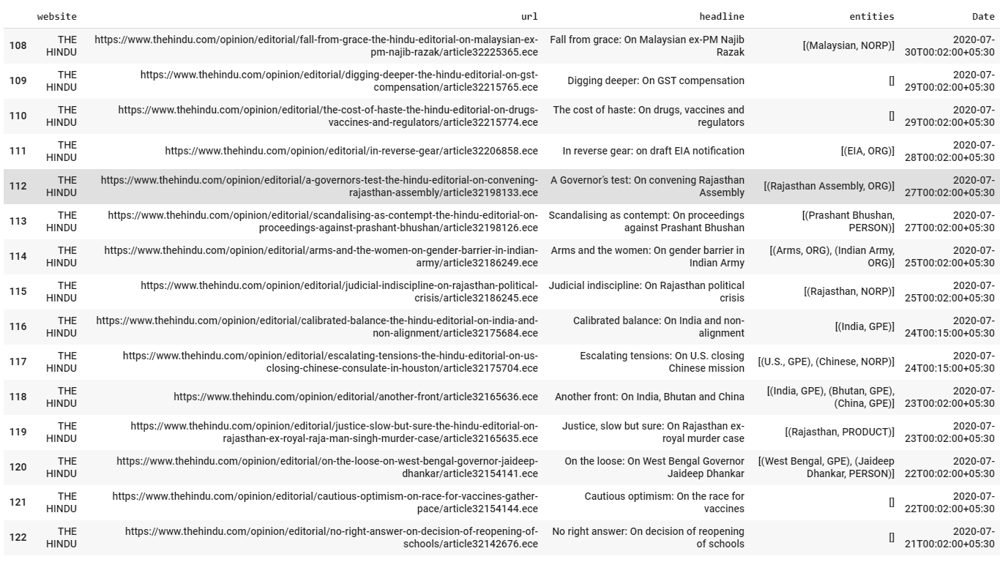 website url headline entities Date
108 THE HINDU https://www.thehindu.com/opinion/editorial/fall-from-grace-the-hindu-editorial-on-malaysian-ex-pm-najib-razak/article32225365.ece Fall from grace: On Malaysian ex-PM Najib Razak [(Malaysian, NORP)] 2020-07-30T00:02:00+05:30
109 THE HINDU https://www.thehindu.com/opinion/editorial/digging-deeper-the-hindu-editorial-on-gst-compensation/article32215765.ece Digging deeper: On GST compensation [] 2020-07-29T00:02:00+05:30
110 THE HINDU https://www.thehindu.com/opinion/editorial/the-cost-of-haste-the-hindu-editorial-on-drugs-vaccines-and-regulators/article32215774.ece The cost of haste: On drugs, vaccines and regulators [] 2020-07-29T00:02:00+05:30
111 THE HINDU https://www.thehindu.com/opinion/editorial/in-reverse-gear/article32206858.ece In reverse gear: on draft EIA notification [(EIA, ORG)] 2020-07-28T00:02:00+05:30
112 THE HINDU https://www.thehindu.com/opinion/editorial/a-governors-test-the-hindu-editorial-on-convening-rajasthan-assembly/article32198133.ece A Governor's test: On convening Rajasthan Assembly [(Rajasthan Assembly, ORG)] 2020-07-27T00:02:00+05:30
113 THE HINDU https://www.thehindu.com/opinion/editorial/scandalising-as-contempt-the-hindu-editorial-on-proceedings-against-prashant-bhushan/article32198126.ece Scandalising as contempt: On proceedings against Prashant Bhushan [(Prashant Bhushan, PERSON)] 2020-07-27T00:02:00+05:30
114 THE HINDU https://www.thehindu.com/opinion/editorial/arms-and-the-women-on-gender-barrier-in-indian-army/article32186249.ece Arms and the women: On gender barrier in Indian Army [(Arms, ORG), (Indian Army, ORG)] 2020-07-25T00:02:00+05:30
115 THE HINDU https://www.thehindu.com/opinion/editorial/judicial-indiscipline-on-rajasthan-political-crisis/article32186245.ece Judicial indiscipline: On Rajasthan political crisis [(Rajasthan, NORP)] 2020-07-25T00:02:00+05:30
116 THE HINDU https://www.thehindu.com/opinion/editorial/calibrated-balance-the-hindu-editorial-on-india-and-non-alignment/article32175684.ece Calibrated balance: On India and non-alignment [(India, GPE)] 2020-07-24T00:15:00+05:30
117 THE HINDU https://www.thehindu.com/opinion/editorial/escalating-tensions-the-hindu-editorial-on-us-closing-chinese-consulate-in-houston/article32175704.ece Escalating tensions: On U.S. closing Chinese mission [(U.S., GPE), (Chinese, NORP)] 2020-07-24T00:15:00+05:30
118 THE HINDU https://www.thehindu.com/opinion/editorial/another-front/article32165636.ece Another front: On India, Bhutan and China [(India, GPE), (Bhutan, GPE), (China, GPE)] 2020-07-23T00:02:00+05:30
119 THE HINDU https://www.thehindu.com/opinion/editorial/justice-slow-but-sure-the-hindu-editorial-on-rajasthan-ex-royal-raja-man-singh-murder-case/article32165635.ece Justice, slow but sure: On Rajasthan ex-royal murder case [(Rajasthan, PRODUCT)] 2020-07-23T00:02:00+05:30
120 THE HINDU https://www.thehindu.com/opinion/editorial/on-the-loose-on-west-bengal-governor-jaideep-dhankar/article32154141.ece On the loose: On West Bengal Governor Jaideep Dhankar [(West Bengal, GPE), (Jaideep Dhankar, PERSON)] 2020-07-22T00:02:00+05:30
121 THE HINDU https://www.thehindu.com/opinion/editorial/cautious-optimism-on-race-for-vaccines-gather-pace/article32154144.ece Cautious optimism: On the race for vaccines [] 2020-07-22T00:02:00+05:30
122 THE HINDU https://www.thehindu.com/opinion/editorial/no-right-answer-on-decision-of-reopening-of-schools/article32142676.ece No right answer: On decision of reopening of schools [] 2020-07-21T00:02:00+05:30